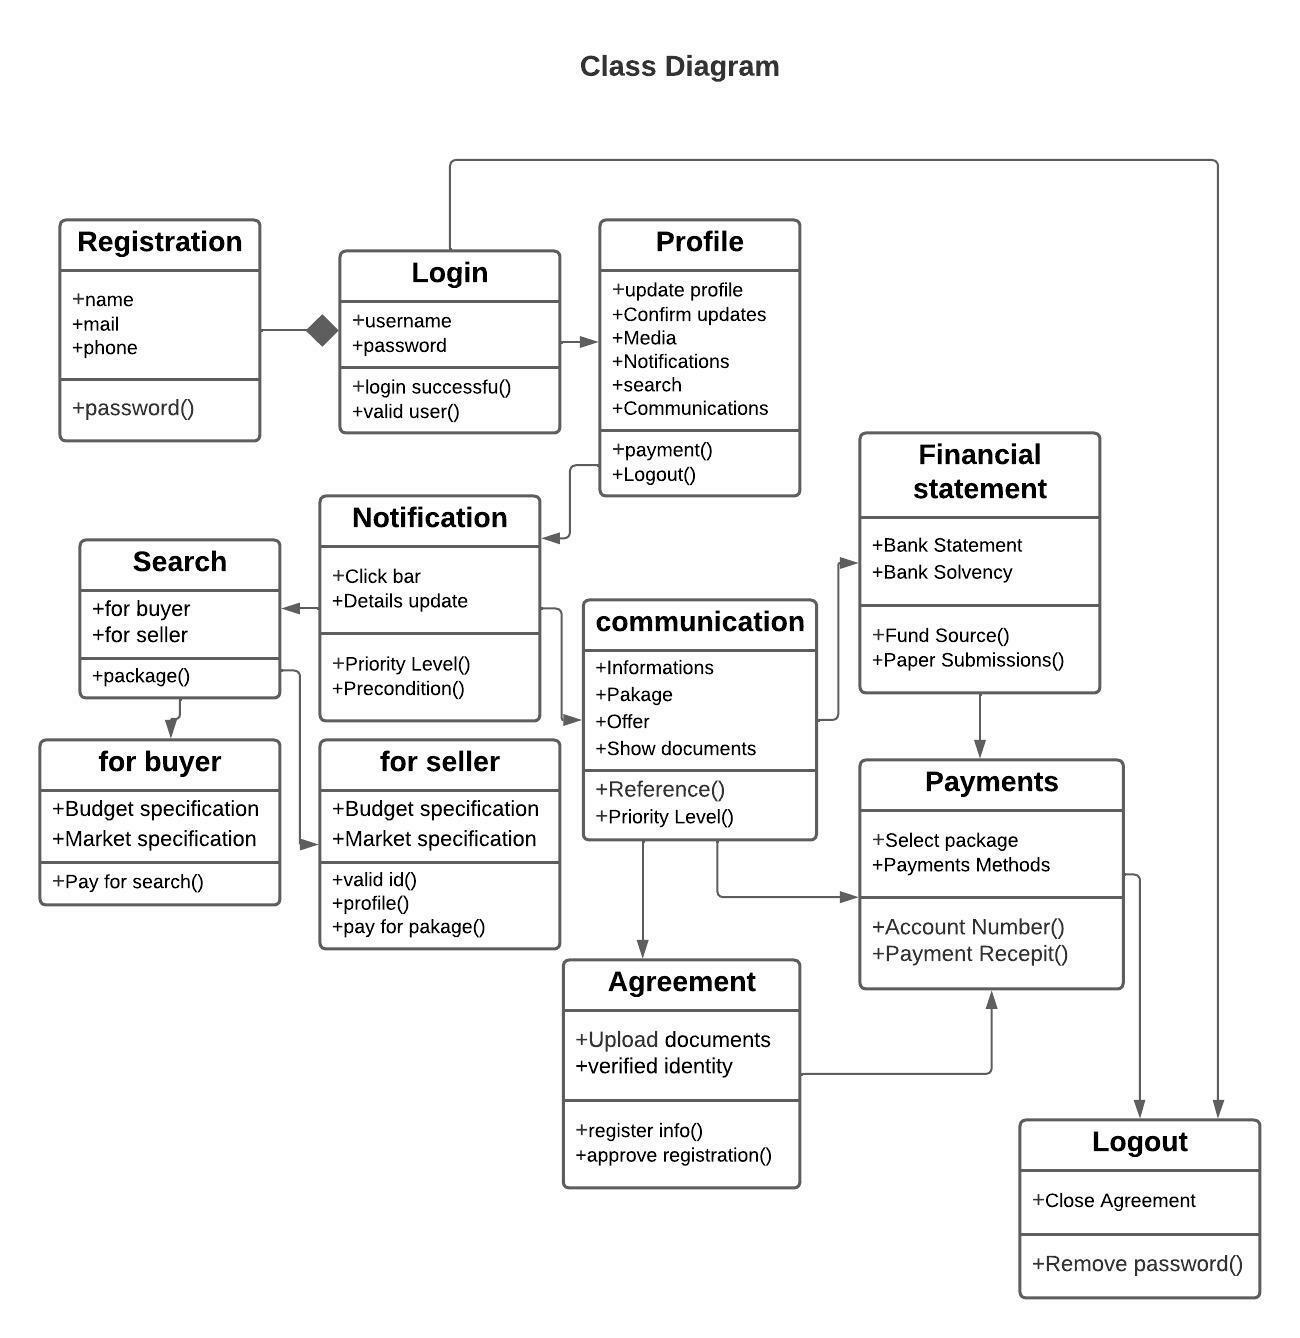 Class Diagram
Registration
+name
+mail
+phone
+password()
Login
+username
+password
+login successfu()
+valid user()
Profile
+update profile
+Confirm updates
+Media
+Notifications
+search
+Communications
+payment()
+Logout()
Financial
statement
+Bank Statement
+Bank Solvency
+Fund Source()
+Paper Submissions()
Notification
+Click bar
+Details update
+Priority Level()
+Precondition()
Search
+for buyer
+for seller
+package()
communication
+Informations
+Pakage
+Offer
+Show documents
+Reference()
+Priority Level()
for buyer
+Budget specification
+Market specification
+Pay for search()
for seller
+Budget specification
+Market specification
+valid id()
+profile()
+pay for pakage()
Payments
+Select package
+Payments Methods
+Account Number()
+Payment Recepit()
Agreement
+Upload documents
+verified identity
+register info()
+approve registration()
Logout
+Close Agreement
+Remove password()